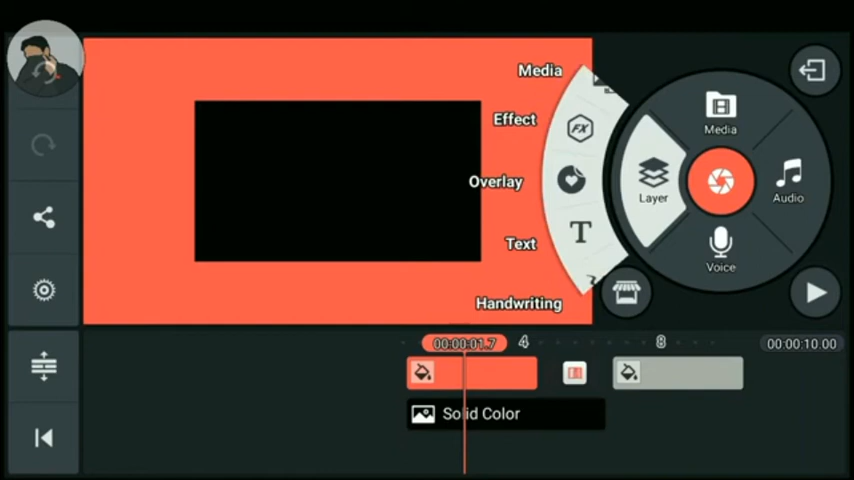 Media
Effect
Overlay
Text
Handwriting
FX
T
Media
Layer
Audio
Voice
00:00:01.7
4
8
00:00:10.00
Solid Color